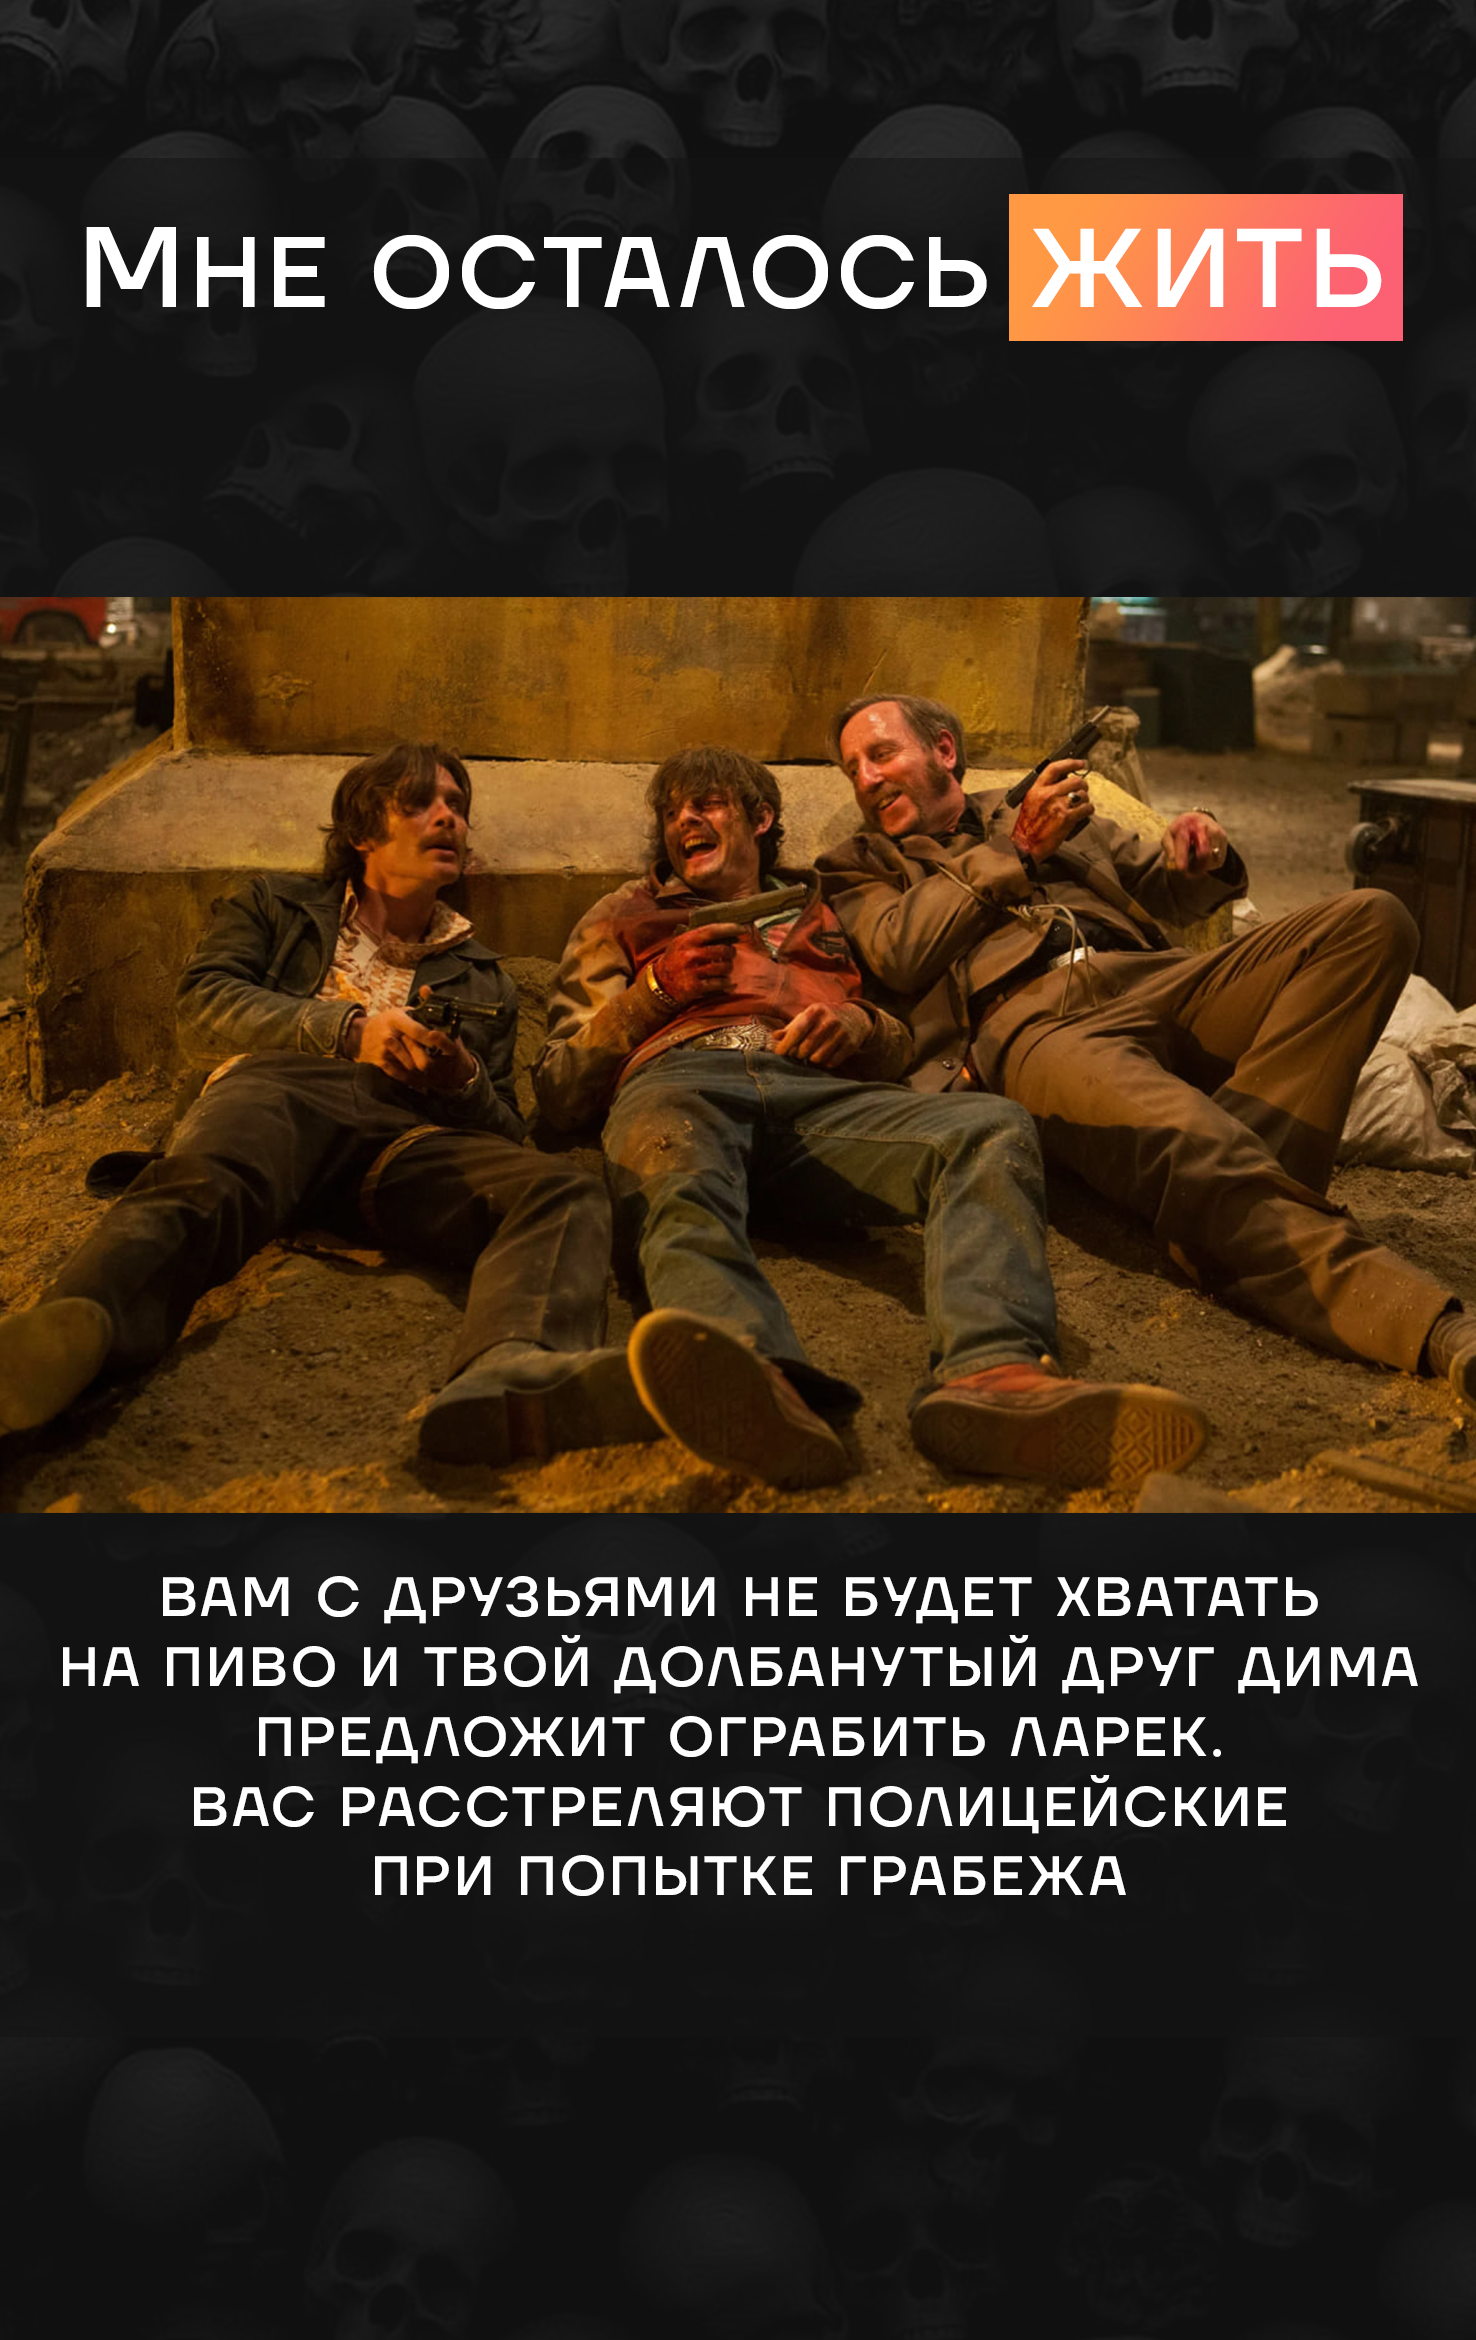 Мне осталось жить
вам с друзьями не будет хватать
на пиво и твой долбанутый друг дима
предложит ограбить ларек.
вас расстреляют полицейские
при попытке грабежа